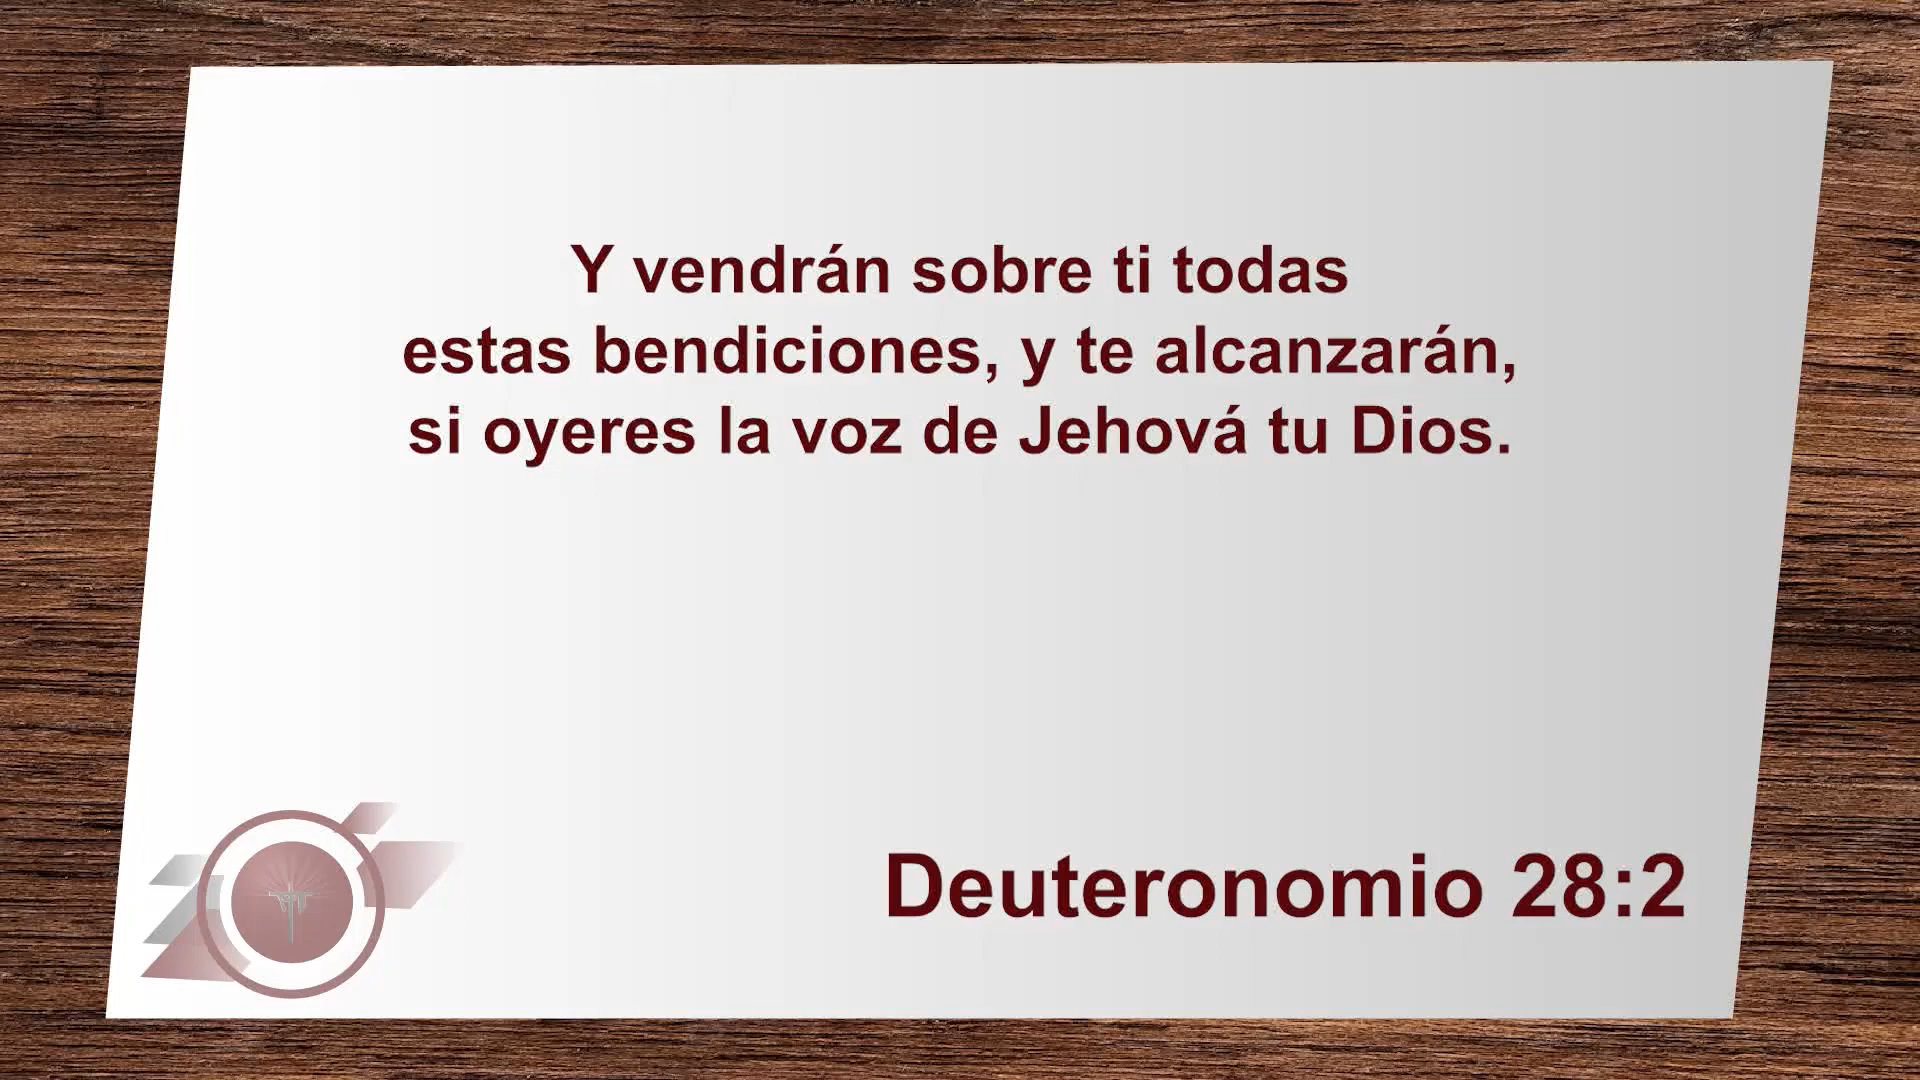 Y vendrán sobre ti todas
estas bendiciones, y te alcanzarán,
si oyeres la voz de Jehová tu Dios.
Deuteronomio 28:2